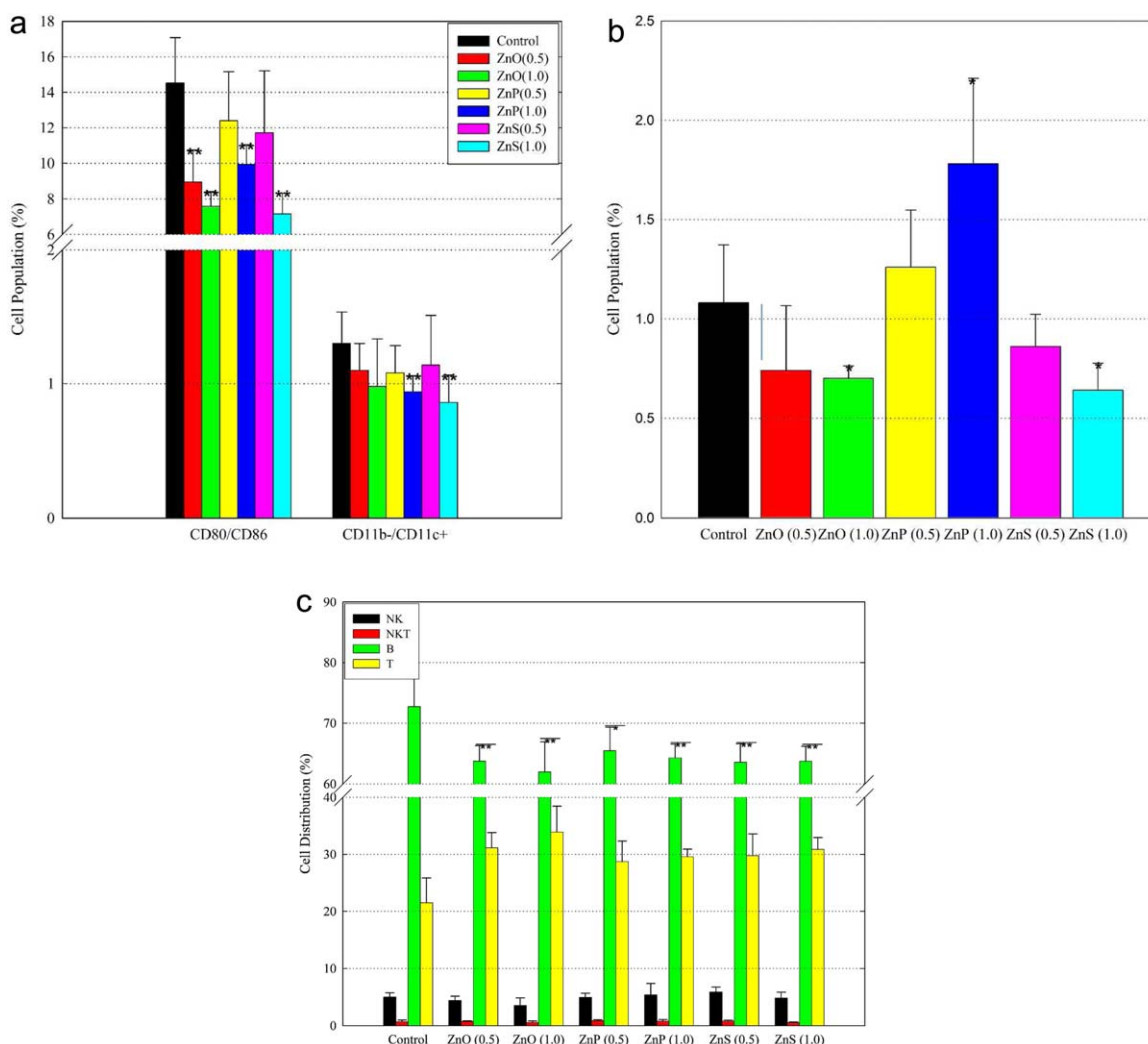 a
Cell Population (%)
18
16
14
12
10
8
6
2
1
0
Control
ZnO(0.5)
ZnO(1.0)
ZnP(0.5)
ZnP(1.0)
ZnS(0.5)
ZnS(1.0)
**
**
**
**
**
**
CD80/CD86
CD11b-/CD11c+
b
Cell Population (%)
2.5
2.0
1.5
1.0
0.5
0.0
*
*
*
Control ZnO (0.5) ZnO (1.0) ZnP (0.5) ZnP (1.0) ZnS (0.5) ZnS (1.0)
c
Cell Distribution (%)
90
80
70
60
40
30
20
10
0
NK
NKT
B
T
**
**
*
**
**
**
Control ZnO (0.5) ZnO (1.0) ZnP (0.5) ZnP (1.0) ZnS (0.5) ZnS (1.0)